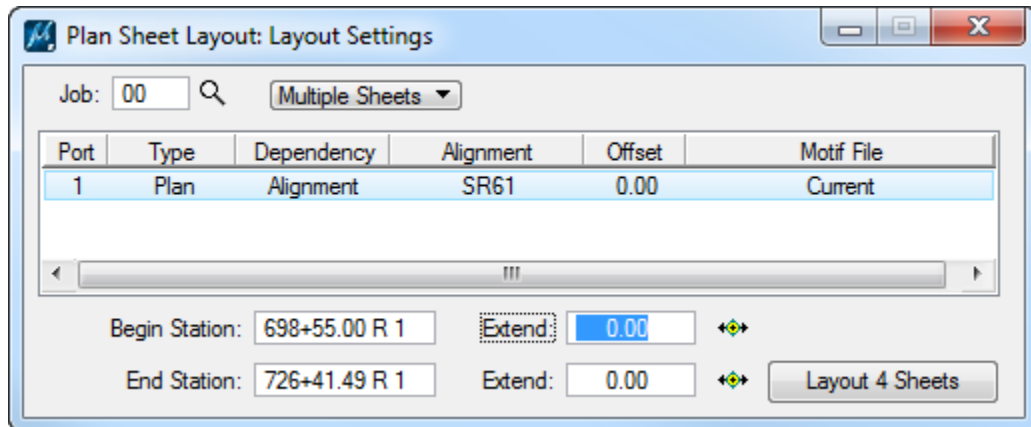 Plan Sheet Layout: Layout Settings
Job: 00 Multiple Sheets
Port Type Dependency Alignment Offset Motif File
1 Plan Alignment SR61 0.00 Current
Begin Station: 698+55.00 R 1 Extend: 0.00
End Station: 726+41.49 R 1 Extend: 0.00 Layout 4 Sheets